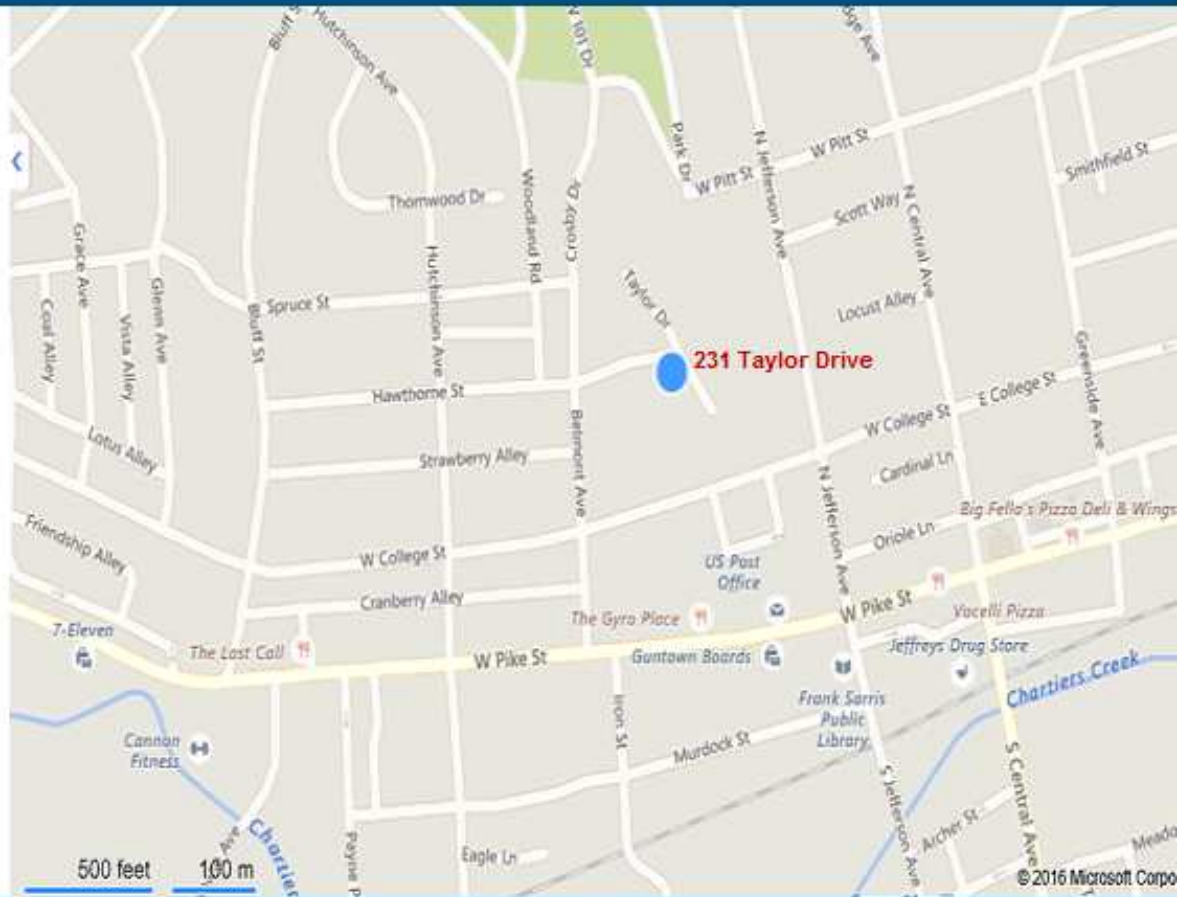 Bluff St
Hutchinson Ave
W 101 Dr
dge Ave
Park Dr
N Jefferson Ave
W Pitt St
W Pitt St
Smithfield St
Thornwood Dr
Woodland Rd
Crosby Dr
Scott Way
N Central Ave
Grace Ave
Hutchinson Ave
Taylor Dr
Coal Alley
Vista Alley
Glenn Ave
Bluff St
Spruce St
Locust Alley
231 Taylor Drive
Greenside Ave
Hawthorne St
Belmont Ave
W College St
E College St
Lotus Alley
Strawberry Alley
Cardinal Ln
N Jefferson Ave
Big Fella's Pizza Deli & Wings
Friendship Alley
W College St
Oriole Ln
US Post
Office
Cranberry Alley
The Gyro Place
W Pike St
Vocelli Pizza
7-Eleven
The Last Call
W Pike St
Guntown Boards
Jeffreys Drug Store
Chartiers Creek
Iron St
Frank Sarris
Public
Library
Cannon
Fitness
Murdock St
S Jefferson Ave
S Central Ave
Archer St
Meado
Eagle Ln
Payne P
Ave
Chartiers
500 feet
100 m
© 2016 Microsoft Corpo